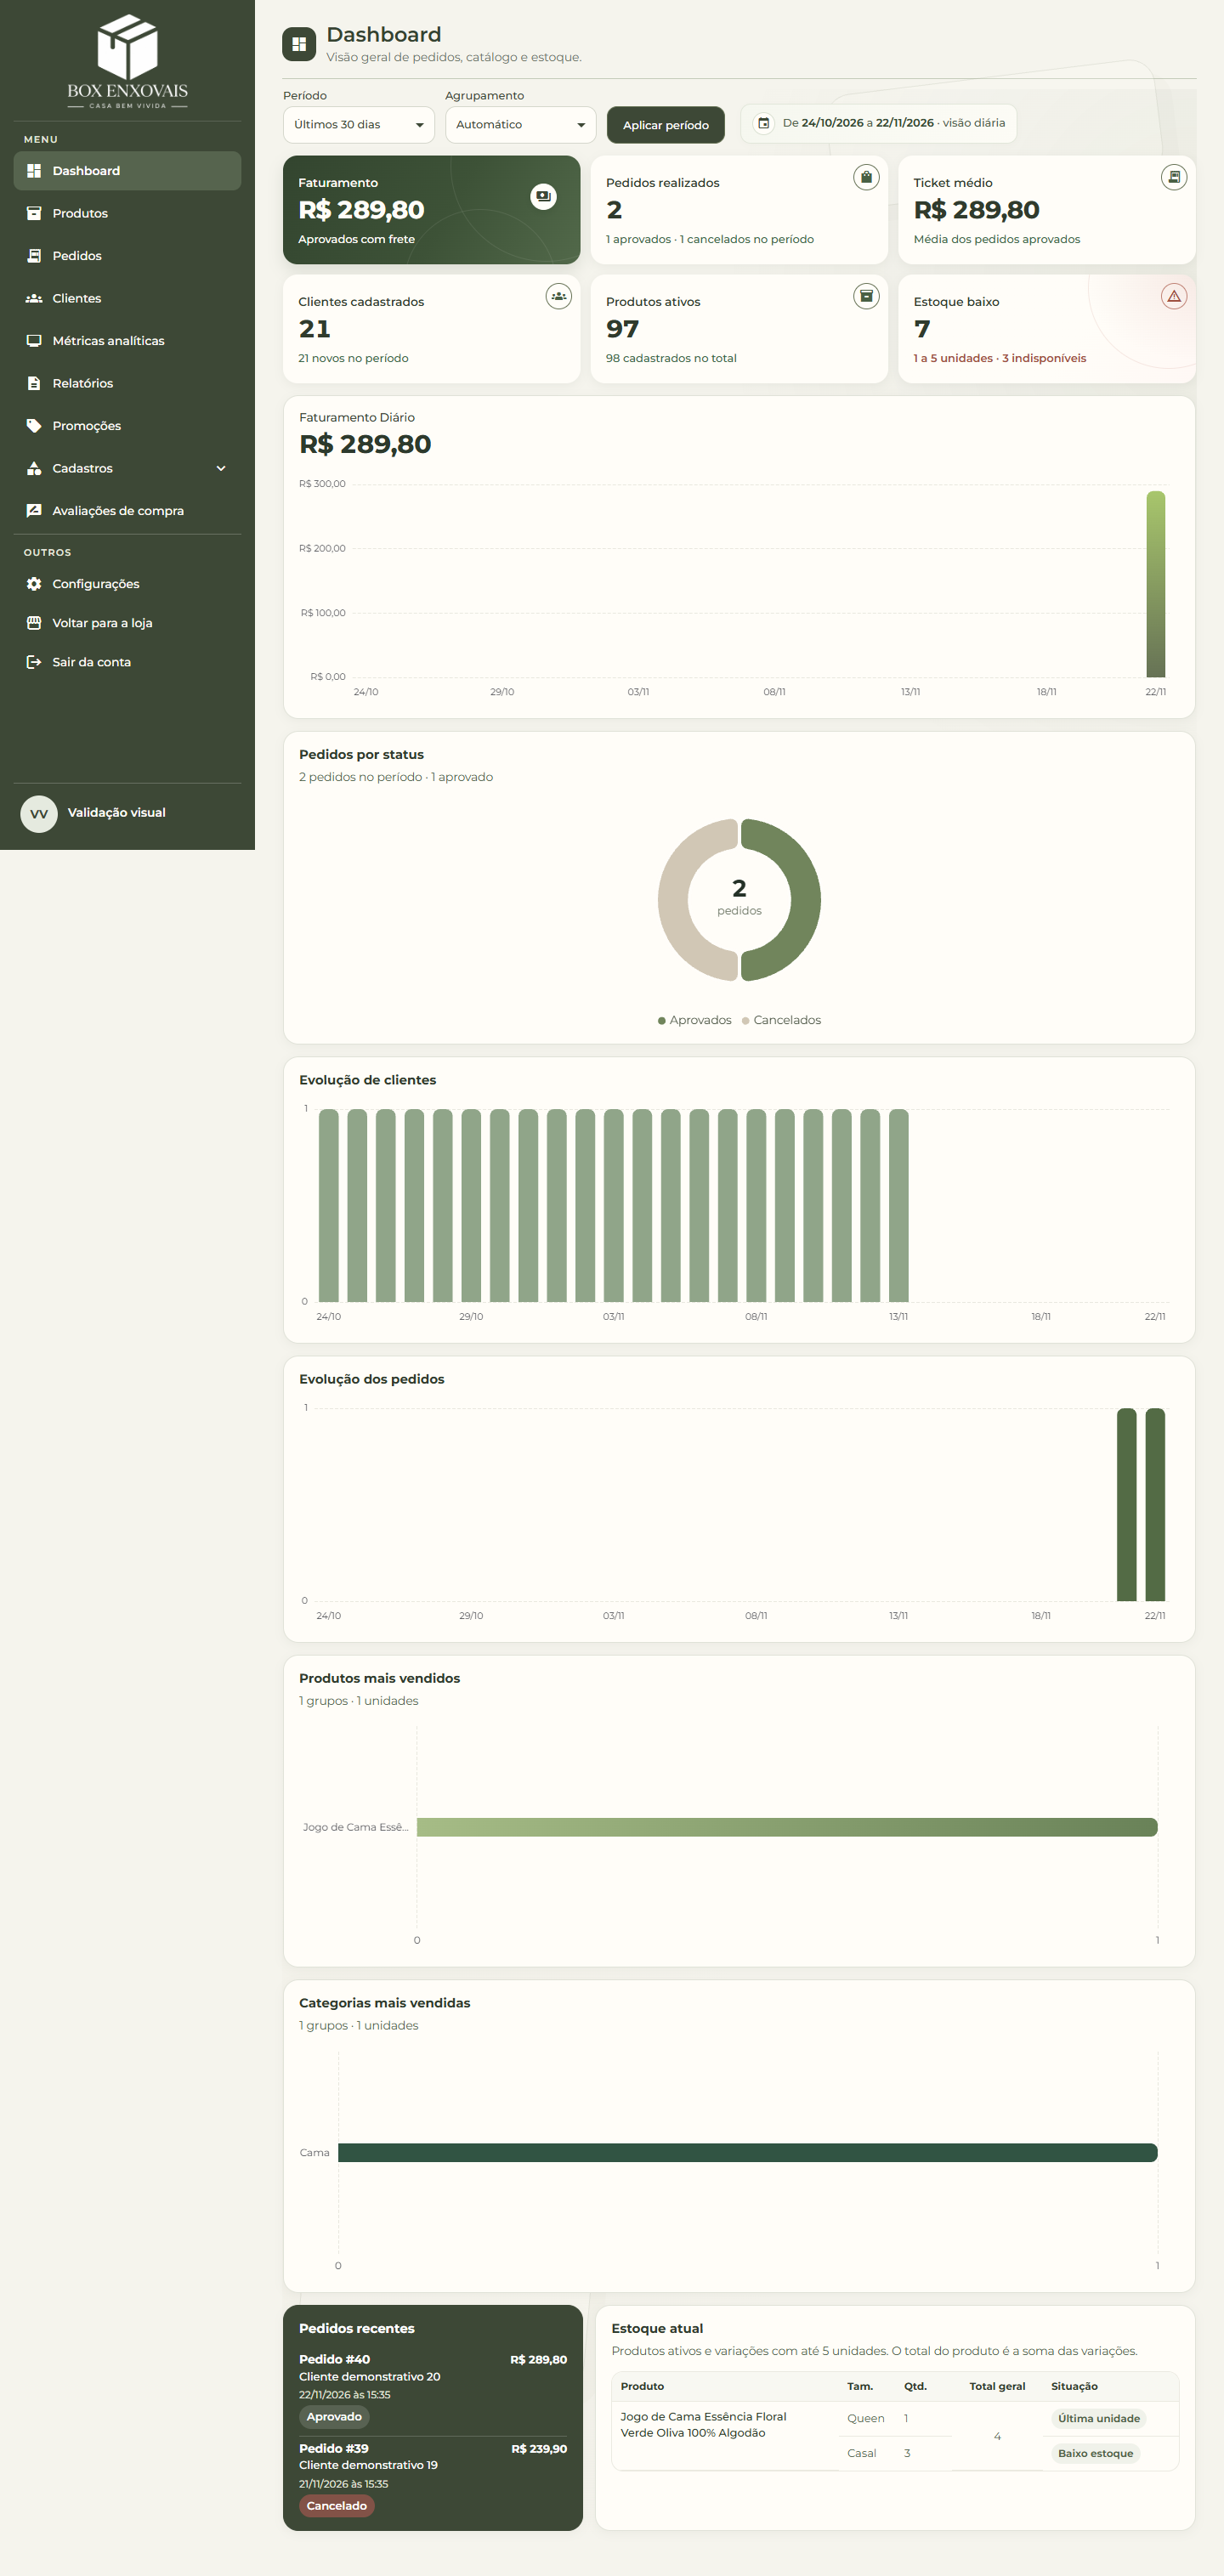 BOX ENXOVAIS
CASA BEM VIVIDA
MENU
Dashboard
Produtos
Pedidos
Clientes
Métricas analíticas
Relatórios
Promoções
Cadastros
Avaliações de compra
OUTROS
Configurações
Voltar para a loja
Sair da conta
VV
Validação visual
Dashboard
Visão geral de pedidos, catálogo e estoque.
Período
Agrupamento
Últimos 30 dias
Automático
Aplicar período
De 24/10/2026 a 22/11/2026 · visão diária
Faturamento
R$ 289,80
Aprovados com frete
Pedidos realizados
2
1 aprovados · 1 cancelados no período
Ticket médio
R$ 289,80
Média dos pedidos aprovados
Clientes cadastrados
21
21 novos no período
Produtos ativos
97
98 cadastrados no total
Estoque baixo
7
1 a 5 unidades · 3 indisponíveis
Faturamento Diário
R$ 289,80
R$ 300,00
R$ 200,00
R$ 100,00
R$ 0,00
24/10 29/10 03/11 08/11 13/11 18/11 22/11
Pedidos por status
2 pedidos no período · 1 aprovado
2
pedidos
Aprovados Cancelados
Evolução de clientes
1
0
24/10 29/10 03/11 08/11 13/11 18/11 22/11
Evolução dos pedidos
1
0
24/10 29/10 03/11 08/11 13/11 18/11 22/11
Produtos mais vendidos
1 grupos · 1 unidades
Jogo de Cama Essê...
0 1
Categorias mais vendidas
1 grupos · 1 unidades
Cama
0 1
Pedidos recentes
Pedido #40 R$ 289,80
Cliente demonstrativo 20
22/11/2026 às 15:35
Aprovado
Pedido #39 R$ 239,90
Cliente demonstrativo 19
21/11/2026 às 15:35
Cancelado
Estoque atual
Produtos ativos e variações com até 5 unidades. O total do produto é a soma das variações.
Produto Tam. Qtd. Total geral Situação
Jogo de Cama Essência Floral
Verde Oliva 100% Algodão
Queen 1 Última unidade
4
Casal 3 Baixo estoque